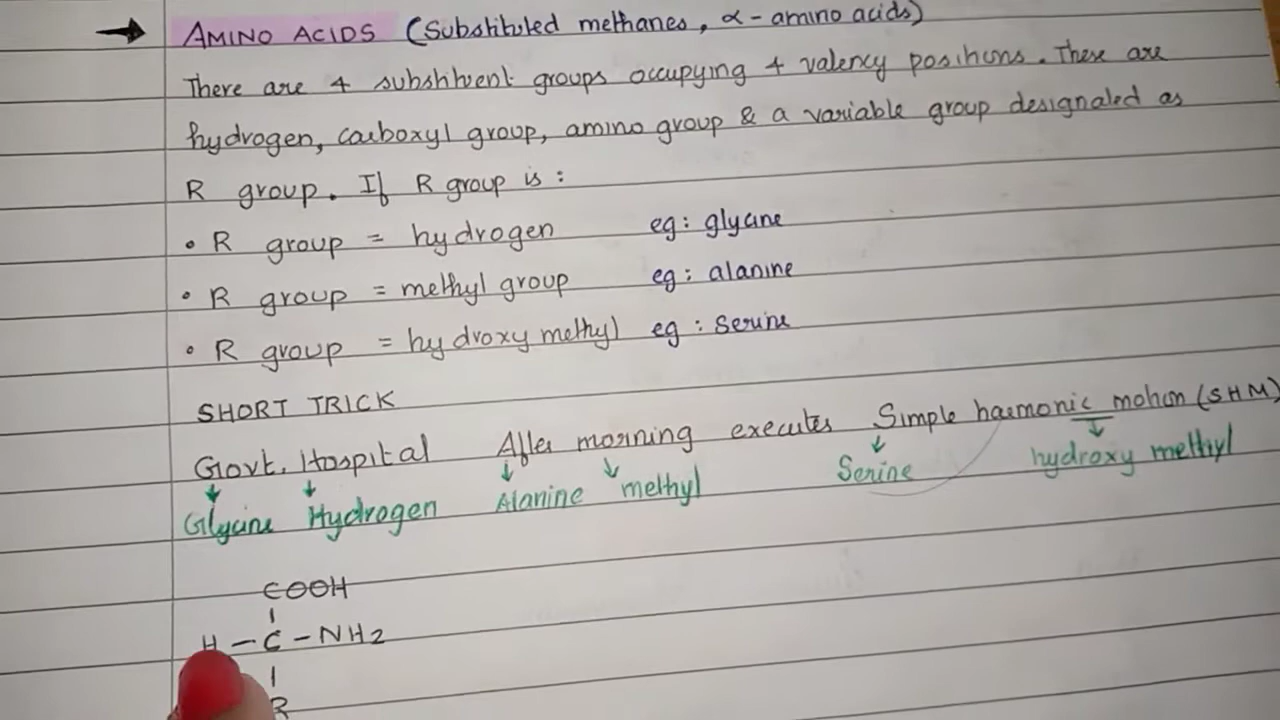 → AMINO ACIDS (Substituted methanes, α-amino acids)
There are 4 substituent groups occupying 4 valency positions. These are
hydrogen, carboxyl group, amino group & a variable group designated as
R group. If R group is :
• R group = hydrogen eg: glycine
• R group = methyl group eg: alanine
• R group = hydroxy methyl eg: serine
SHORT TRICK
Govt. Hospital After morning executes Simple harmonic motion (SHM)
↓ ↓ ↓ ↓ ↓ ↓
Glycine Hydrogen Alanine methyl Serine hydroxy methyl
COOH
|
H – C – NH2
|
R